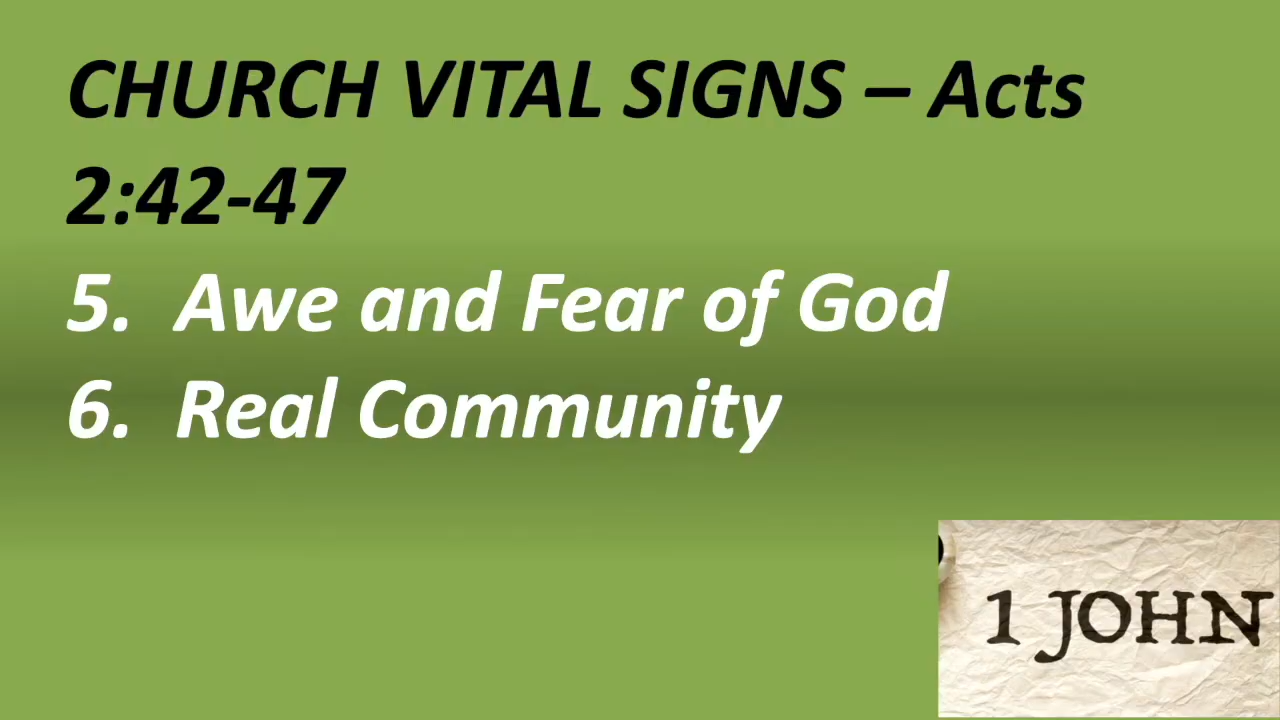 CHURCH VITAL SIGNS – Acts
2:42-47
5. Awe and Fear of God
6. Real Community
1 JOHN